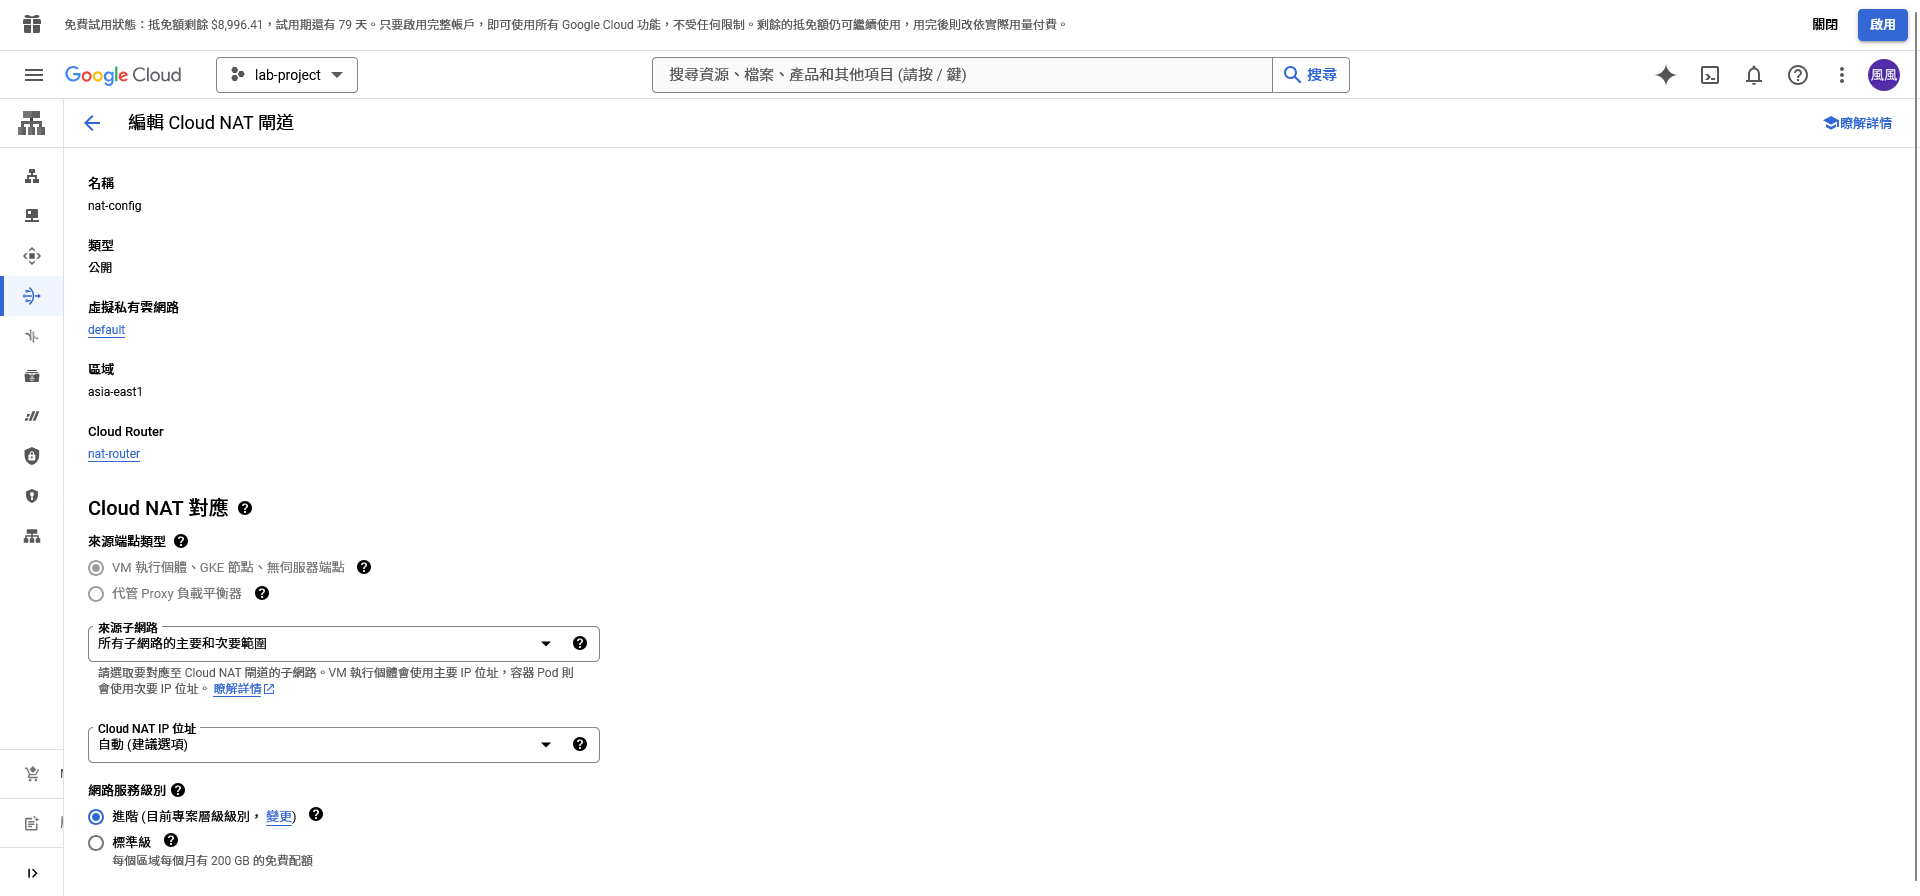 免費試用狀態：抵免額剩餘 $8,996.41，試用期還有 79 天。只要啟用完整帳戶，即可使用所有 Google Cloud 功能，不受任何限制。剩餘的抵免額仍可繼續使用，用完後則改依實際用量付費。
關閉
啟用
Google Cloud
lab-project
搜尋資源、檔案、產品和其他項目 (請按 / 鍵)
搜尋
風風
編輯 Cloud NAT 閘道
瞭解詳情
名稱
nat-config
類型
公開
虛擬私有雲網路
default
區域
asia-east1
Cloud Router
nat-router
Cloud NAT 對應
來源端點類型
VM 執行個體、GKE 節點、無伺服器端點
代管 Proxy 負載平衡器
來源子網路
所有子網路的主要和次要範圍
請選取要對應至 Cloud NAT 閘道的子網路。VM 執行個體會使用主要 IP 位址，容器 Pod 則
會使用次要 IP 位址。 瞭解詳情
Cloud NAT IP 位址
自動 (建議選項)
網路服務級別
進階 (目前專案層級級別， 變更)
標準級
每個區域每個月有 200 GB 的免費配額